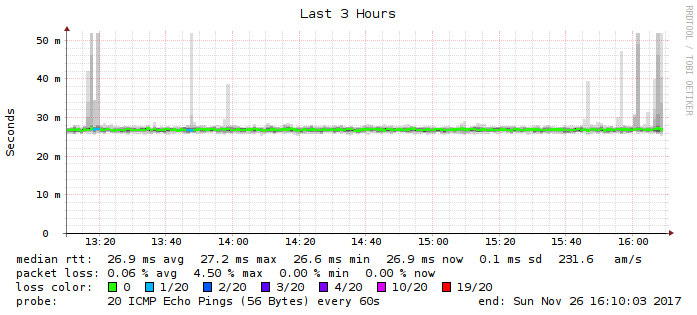 Last 3 Hours
RRDTOOL / TOBI OETIKER
50 m
40 m
30 m
20 m
10 m
0
Seconds
13:20 13:40 14:00 14:20 14:40 15:00 15:20 15:40 16:00
median rtt: 26.9 ms avg 27.2 ms max 26.6 ms min 26.9 ms now 0.1 ms sd 231.6 am/s
packet loss: 0.06 % avg 4.50 % max 0.00 % min 0.00 % now
loss color: 0 1/20 2/20 3/20 4/20 10/20 19/20
probe: 20 ICMP Echo Pings (56 Bytes) every 60s end: Sun Nov 26 16:10:03 2017